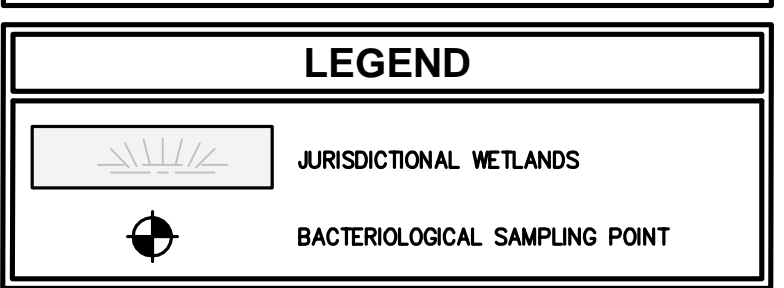 LEGEND
JURISDICTIONAL WETLANDS
BACTERIOLOGICAL SAMPLING POINT